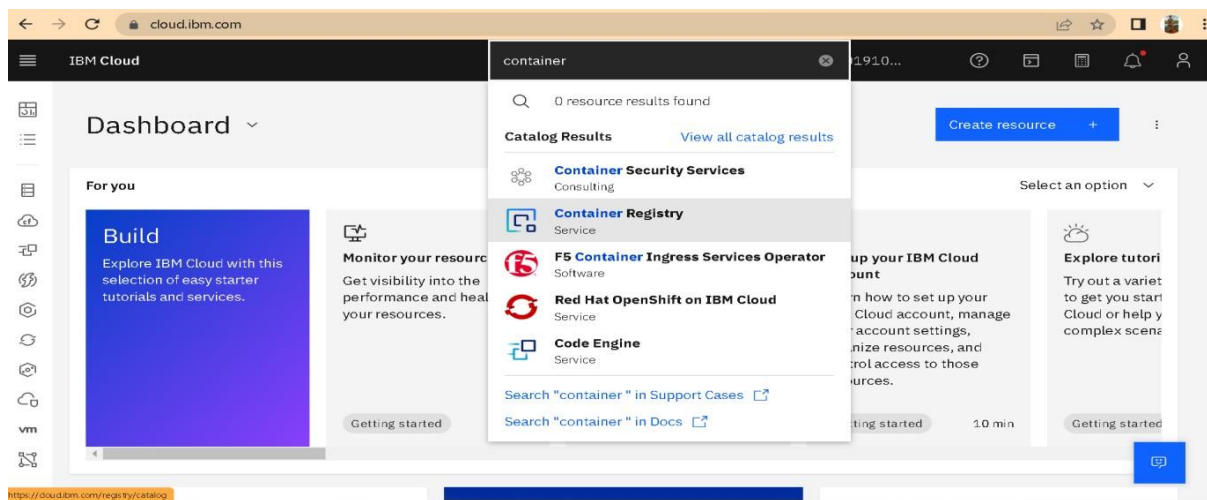 cloud.ibm.com
IBM Cloud
container
1910...
Dashboard
0 resource results found
Catalog Results View all catalog results
Create resource +
Container Security Services
Consulting
Container Registry
Service
F5 Container Ingress Services Operator
Software
Red Hat OpenShift on IBM Cloud
Service
Code Engine
Service
Search "container " in Support Cases
Search "container " in Docs
For you
Select an option
Build
Explore IBM Cloud with this
selection of easy starter
tutorials and services.
Monitor your resourc
Get visibility into the
performance and heal
your resources.
Getting started
up your IBM Cloud
unt
n how to set up your
Cloud account, manage
account settings,
nize resources, and
rol access to those
urces.
ting started 10 min
Explore tutori
Try out a variet
to get you start
Cloud or help y
complex scena
Getting started
vm
https://cloud.ibm.com/registry/catalog